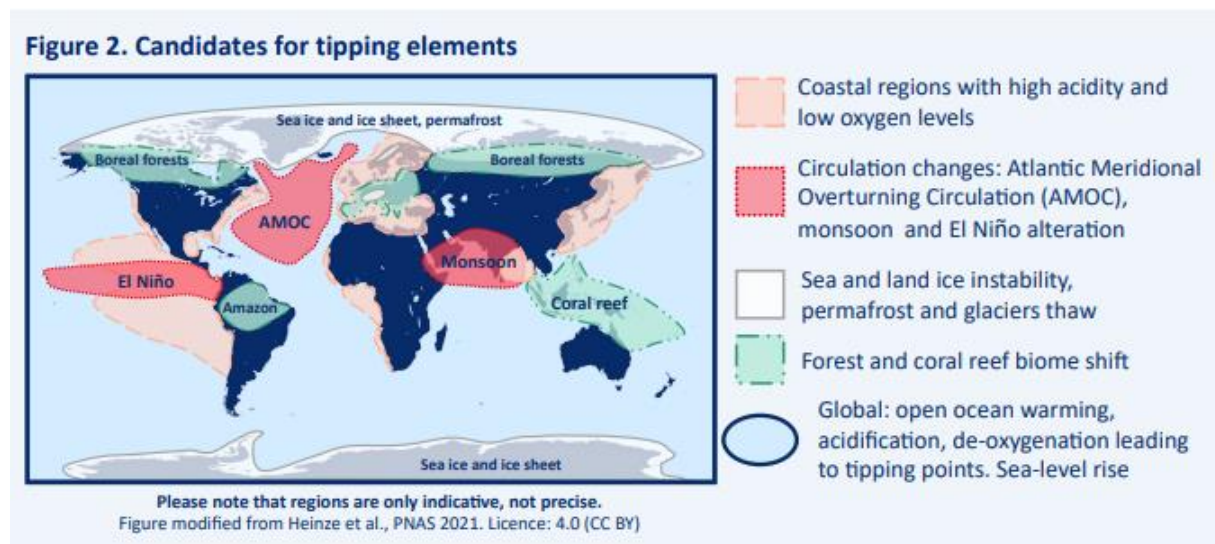 Figure 2. Candidates for tipping elements
Sea ice and ice sheet, permafrost
Boreal forests
Boreal forests
AMOC
Monsoon
El Niño
Amazon
Coral reef
Sea ice and ice sheet
Coastal regions with high acidity and
low oxygen levels
Circulation changes: Atlantic Meridional
Overturning Circulation (AMOC),
monsoon and El Niño alteration
Sea and land ice instability,
permafrost and glaciers thaw
Forest and coral reef biome shift
Global: open ocean warming,
acidification, de-oxygenation leading
to tipping points. Sea-level rise
Please note that regions are only indicative, not precise.
Figure modified from Heinze et al., PNAS 2021. Licence: 4.0 (CC BY)